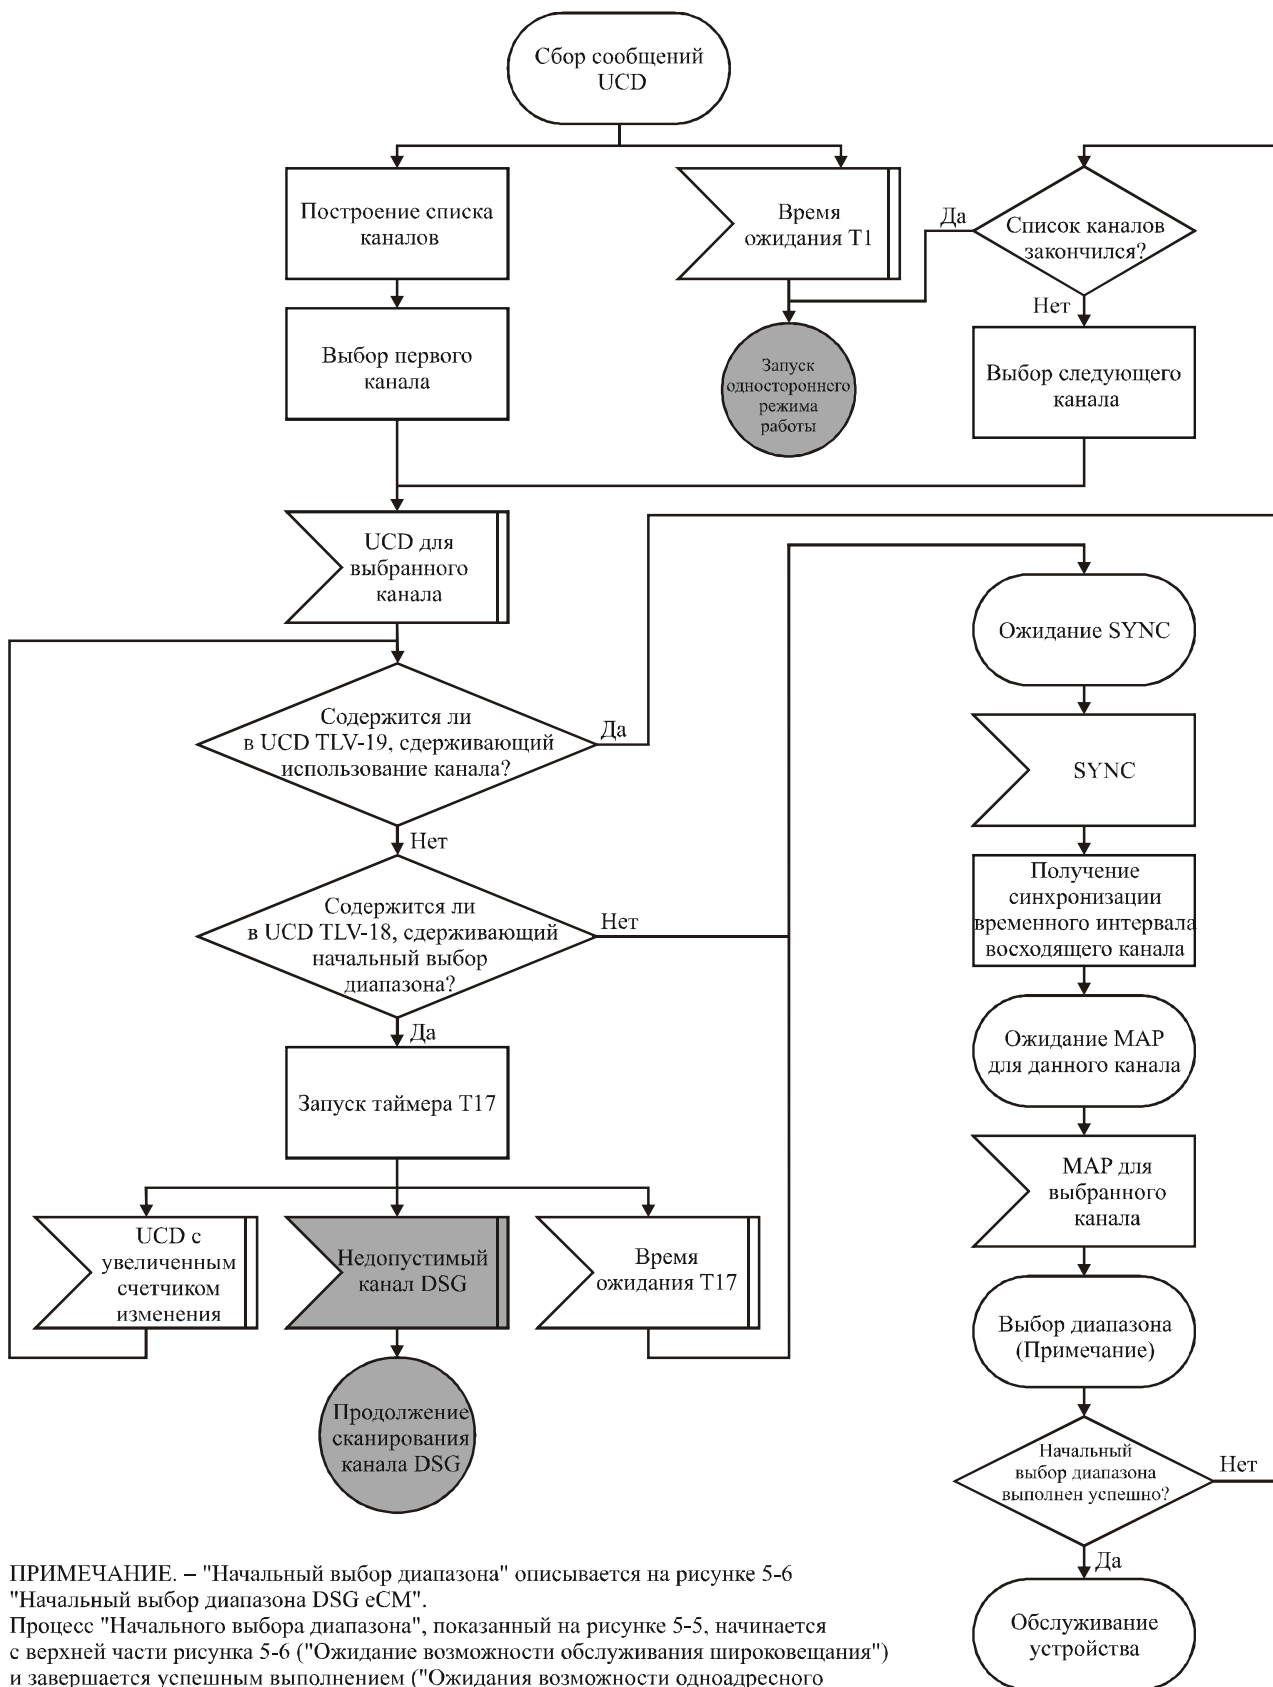 Сбор сообщений
UCD
Построение списка
каналов
Время
ожидания T1
Да
Список каналов
закончился?
Нет
Выбор первого
канала
Запуск
одностороннего
режима
работы
Выбор следующего
канала
UCD для
выбранного
канала
Ожидание SYNC
Содержится ли
в UCD TLV-19, сдерживающий
использование канала?
Да
SYNC
Нет
Получение
синхронизации
временного интервала
восходящего канала
Содержится ли
в UCD TLV-18, сдерживающий
начальный выбор
диапазона?
Нет
Да
Ожидание MAP
для данного канала
Запуск таймера T17
MAP для
выбранного
канала
UCD с
увеличенным
счетчиком
изменения
Недопустимый
канал DSG
Время
ожидания T17
Выбор диапазона
(Примечание)
Продолжение
сканирования
канала DSG
Начальный
выбор диапазона
выполнен успешно?
Нет
Да
Обслуживание
устройства
ПРИМЕЧАНИЕ. – "Начальный выбор диапазона" описывается на рисунке 5-6
"Начальный выбор диапазона DSG eCM".
Процесс "Начального выбора диапазона", показанный на рисунке 5-5, начинается
с верхней части рисунка 5-6 ("Ожидание возможности обслуживания широковещания")
и завершается успешным выполнением ("Ожидания возможности одноадресного